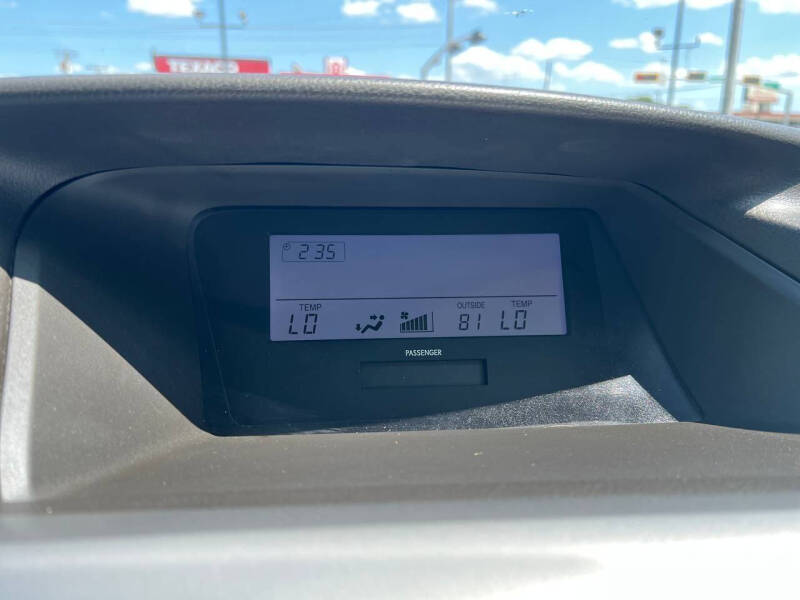 TEXACO
2:35
TEMP OUTSIDE TEMP
LO 81 LO
PASSENGER